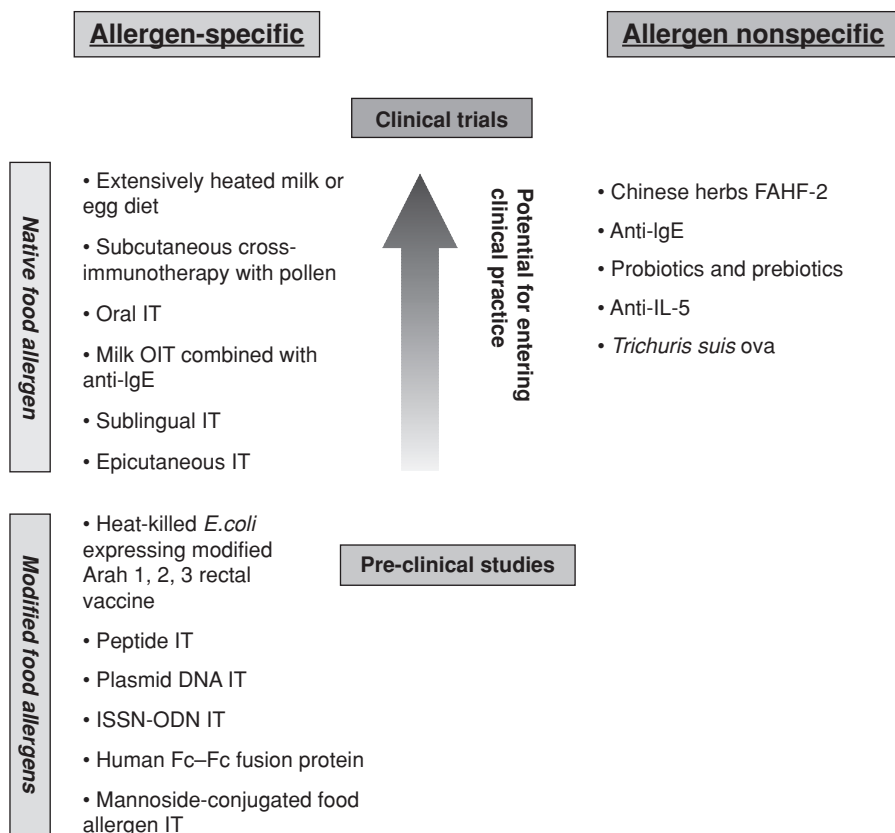 Allergen-specific
Allergen nonspecific
Clinical trials
Native food allergen
• Extensively heated milk or
egg diet
• Subcutaneous cross-
immunotherapy with pollen
• Oral IT
• Milk OIT combined with
anti-IgE
• Sublingual IT
• Epicutaneous IT
Potential for entering
clinical practice
• Chinese herbs FAHF-2
• Anti-IgE
• Probiotics and prebiotics
• Anti-IL-5
• Trichuris suis ova
Modified food allergens
• Heat-killed E.coli
expressing modified
Arah 1, 2, 3 rectal
vaccine
• Peptide IT
• Plasmid DNA IT
• ISSN-ODN IT
• Human Fc–Fc fusion protein
• Mannoside-conjugated food
allergen IT
Pre-clinical studies